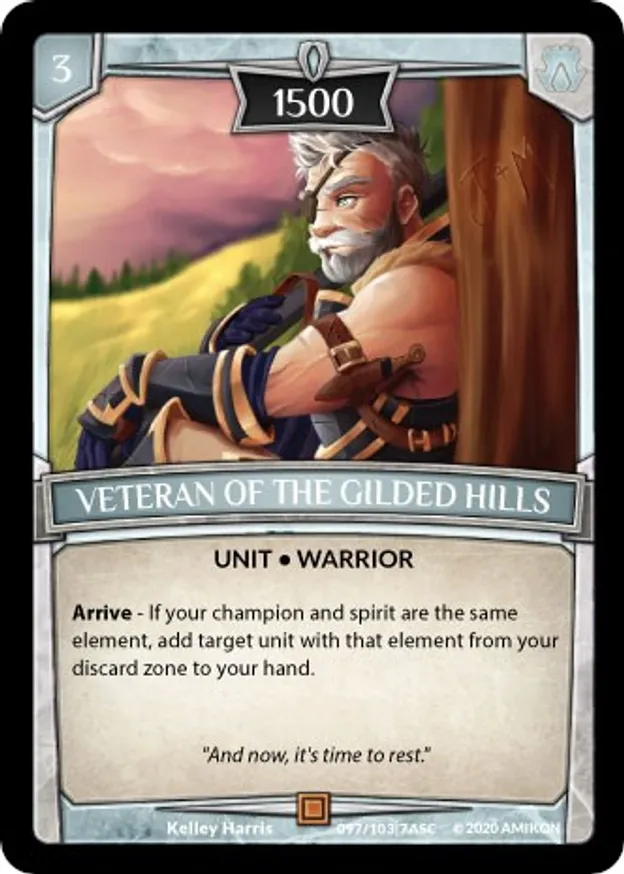 3
1500
J+M
VETERAN OF THE GILDED HILLS
UNIT • WARRIOR
Arrive - If your champion and spirit are the same
element, add target unit with that element from your
discard zone to your hand.
"And now, it's time to rest."
Kelley Harris 097/103|7ASC © 2020 AMIKON